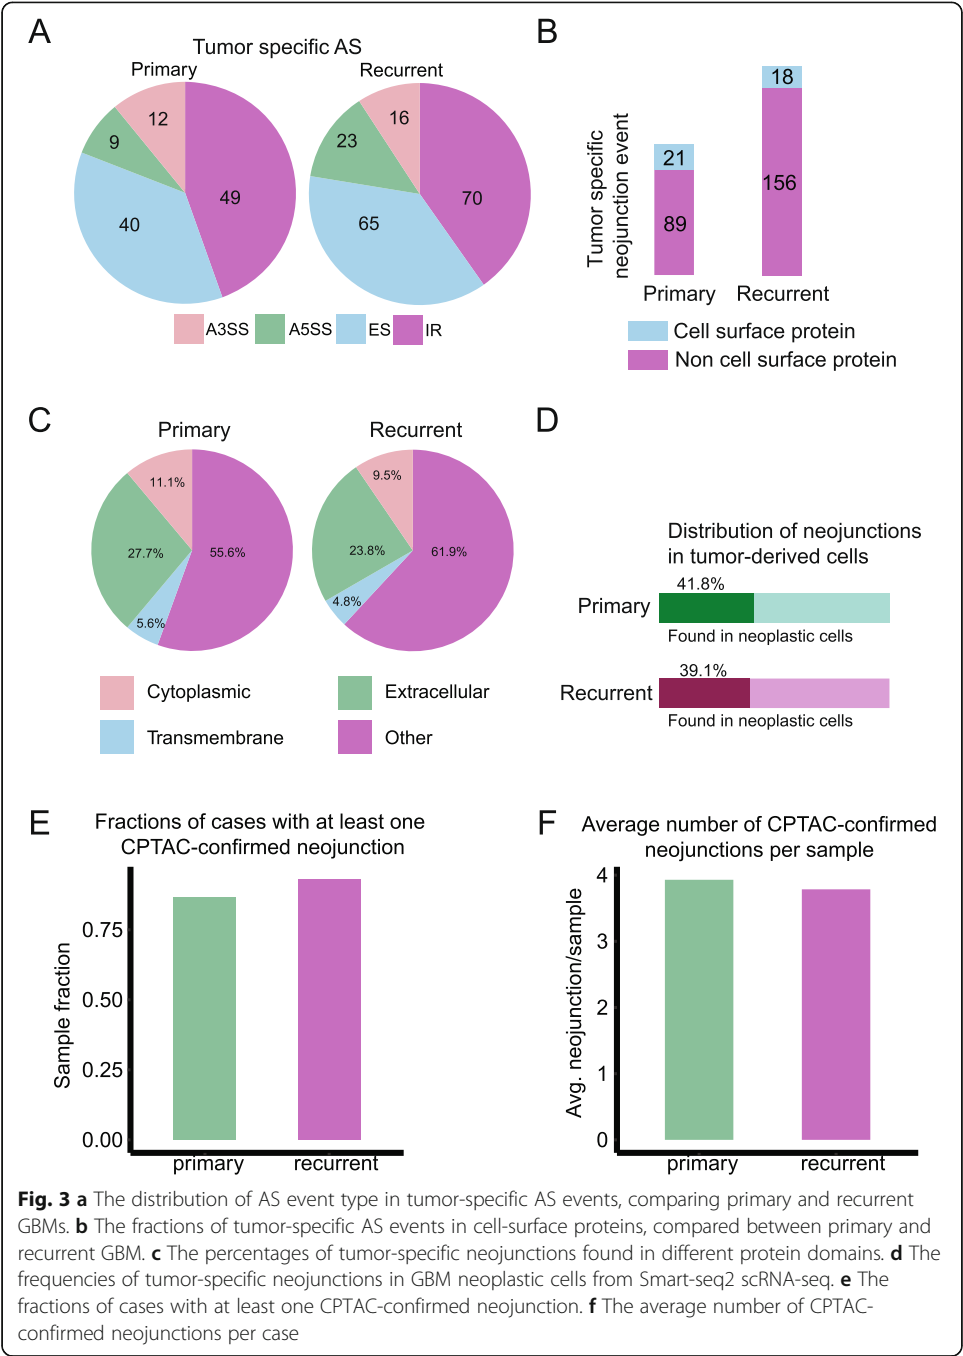 A
Tumor specific AS
Primary
Recurrent
12
9
40
49
16
23
65
70
A3SS
A5SS
ES
IR
B
Tumor specific
neojunction event
21
89
18
156
Primary
Recurrent
Cell surface protein
Non cell surface protein
C
Primary
Recurrent
11.1%
27.7%
55.6%
5.6%
9.5%
23.8%
61.9%
4.8%
Cytoplasmic
Extracellular
Transmembrane
Other
D
Distribution of neojunctions
in tumor-derived cells
41.8%
Primary
Found in neoplastic cells
39.1%
Recurrent
Found in neoplastic cells
E
Fractions of cases with at least one
CPTAC-confirmed neojunction
Sample fraction
0.75
0.50
0.25
0.00
primary
recurrent
F
Average number of CPTAC-confirmed
neojunctions per sample
Avg. neojunction/sample
4
3
2
1
0
primary
recurrent
Fig. 3 a The distribution of AS event type in tumor-specific AS events, comparing primary and recurrent
GBMs. b The fractions of tumor-specific AS events in cell-surface proteins, compared between primary and
recurrent GBM. c The percentages of tumor-specific neojunctions found in different protein domains. d The
frequencies of tumor-specific neojunctions in GBM neoplastic cells from Smart-seq2 scRNA-seq. e The
fractions of cases with at least one CPTAC-confirmed neojunction. f The average number of CPTAC-
confirmed neojunctions per case